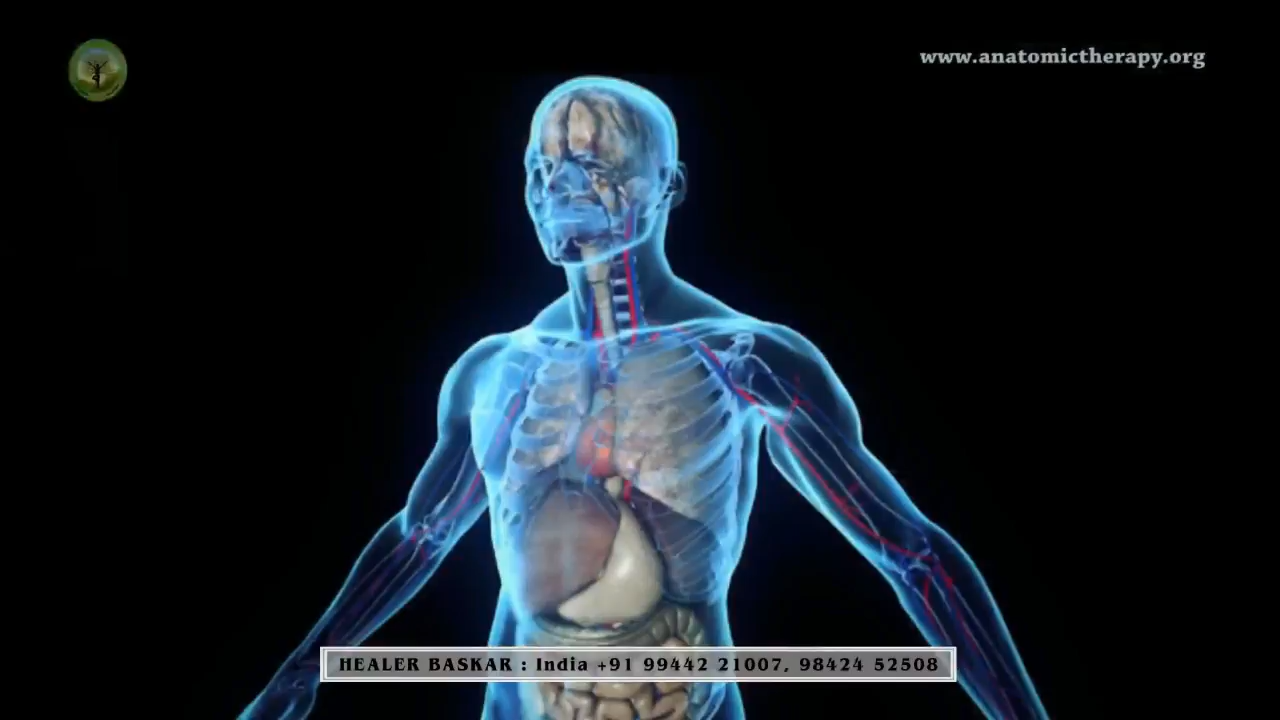 www.anatomictherapy.org
HEALER BASKAR : India +91 99442 21007, 98424 52508